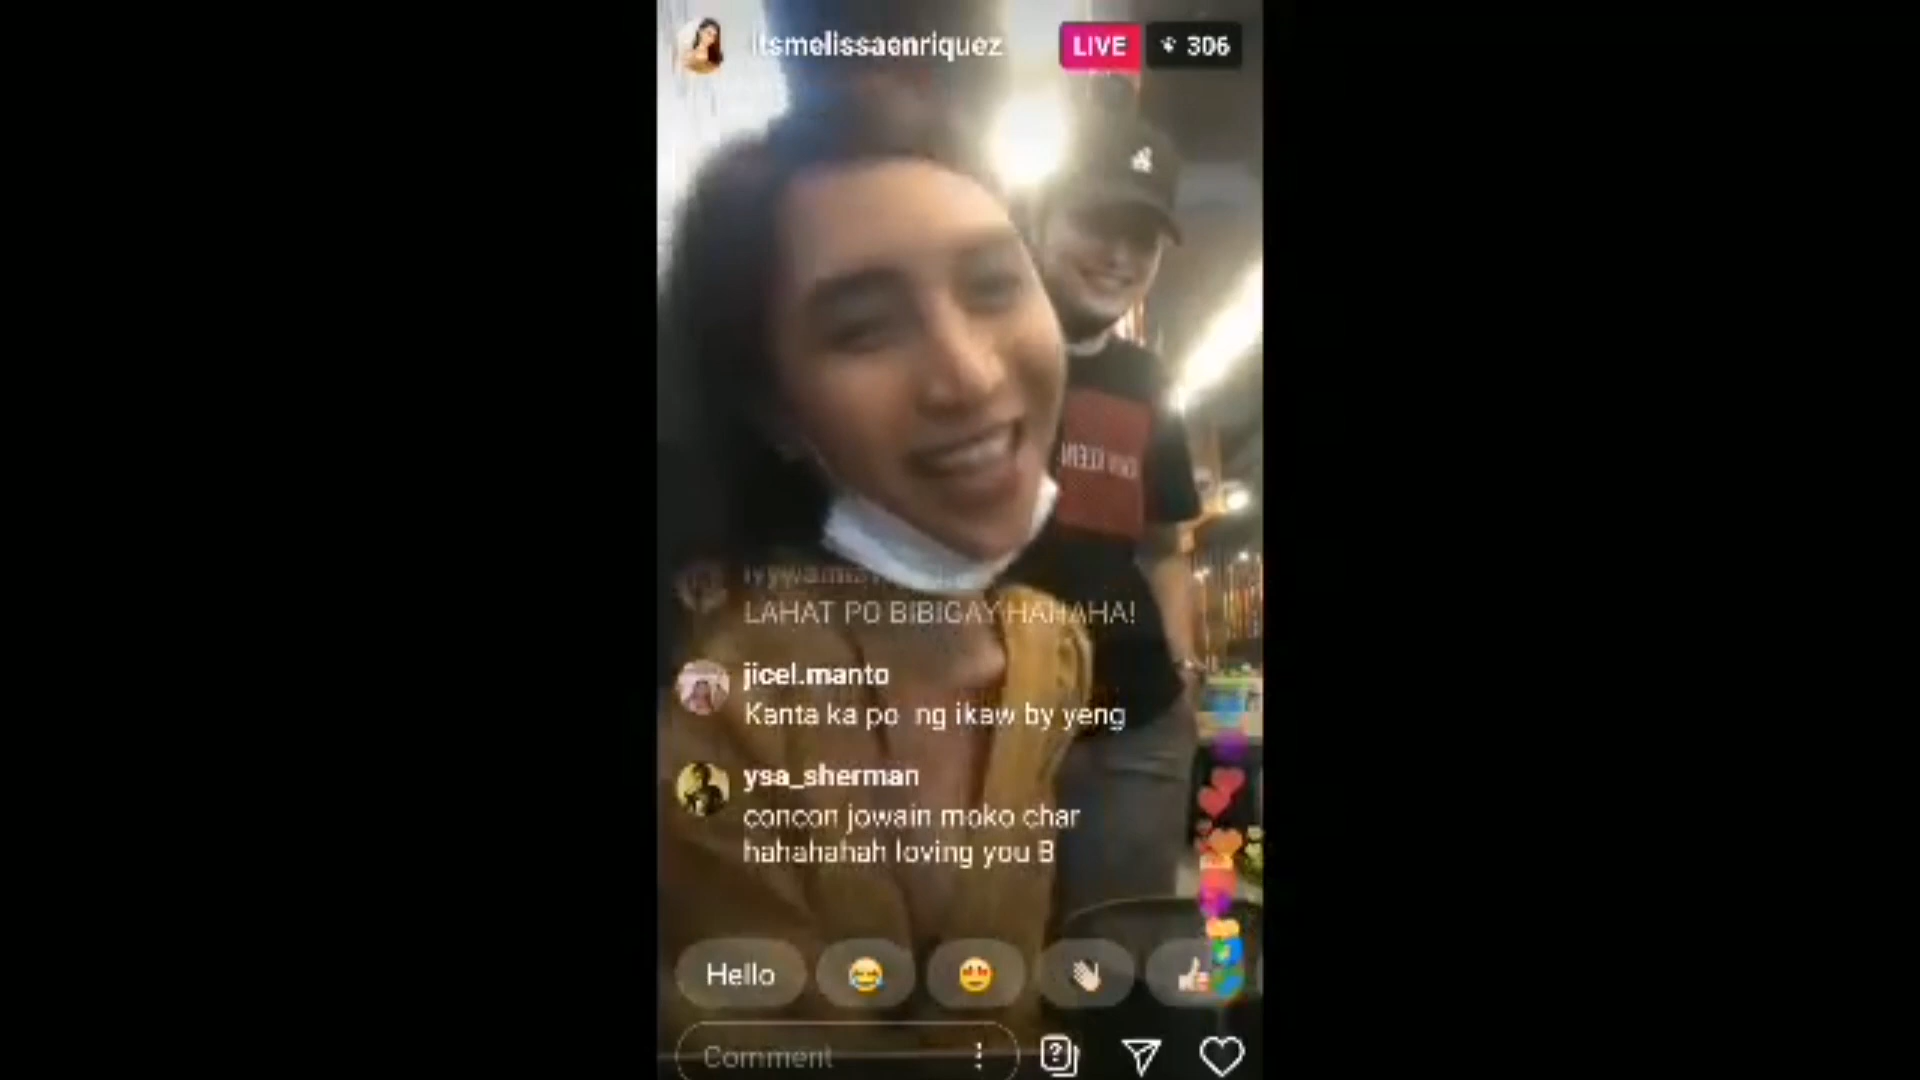 itsmelissaenriquez
LIVE
306
LAHAT PO BIBIGAY HAHAHA!
jicel.manto
Kanta ka po ng ikaw by yeng
ysa_sherman
concon jowain moko char
hahahahah loving you B
Hello
Comment